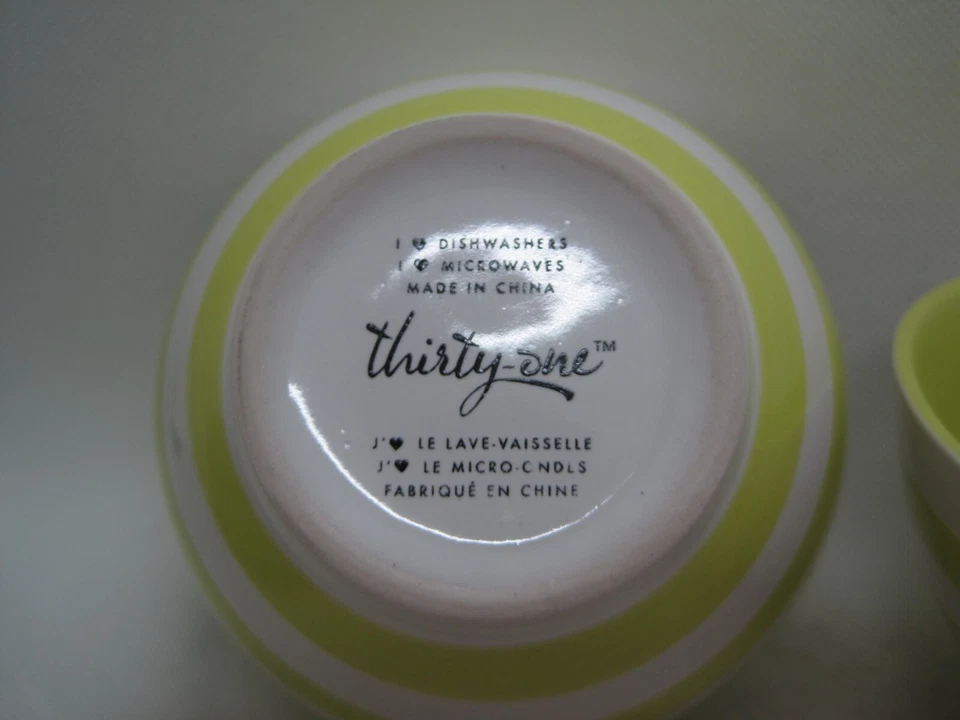 I ♥ DISHWASHERS
I ♥ MICROWAVES
MADE IN CHINA
thirty-one™
J'♥ LE LAVE-VAISSELLE
J'♥ LE MICRO-ONDES
FABRIQUÉ EN CHINE